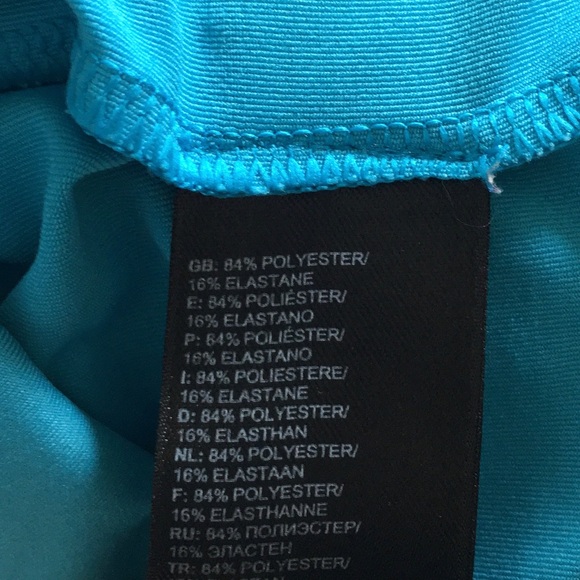 GB: 84% POLYESTER/
16% ELASTANE
E: 84% POLIÉSTER/
16% ELASTANO
P: 84% POLIÉSTER/
16% ELASTANO
I: 84% POLIESTERE/
16% ELASTANE
D: 84% POLYESTER/
16% ELASTHAN
NL: 84% POLYESTER/
16% ELASTAAN
F: 84% POLYESTER/
16% ELASTHANNE
RU: 84% ПОЛИЭСТЕР/
16% ЭЛАСТЕН
TR: 84% POLYESTER/